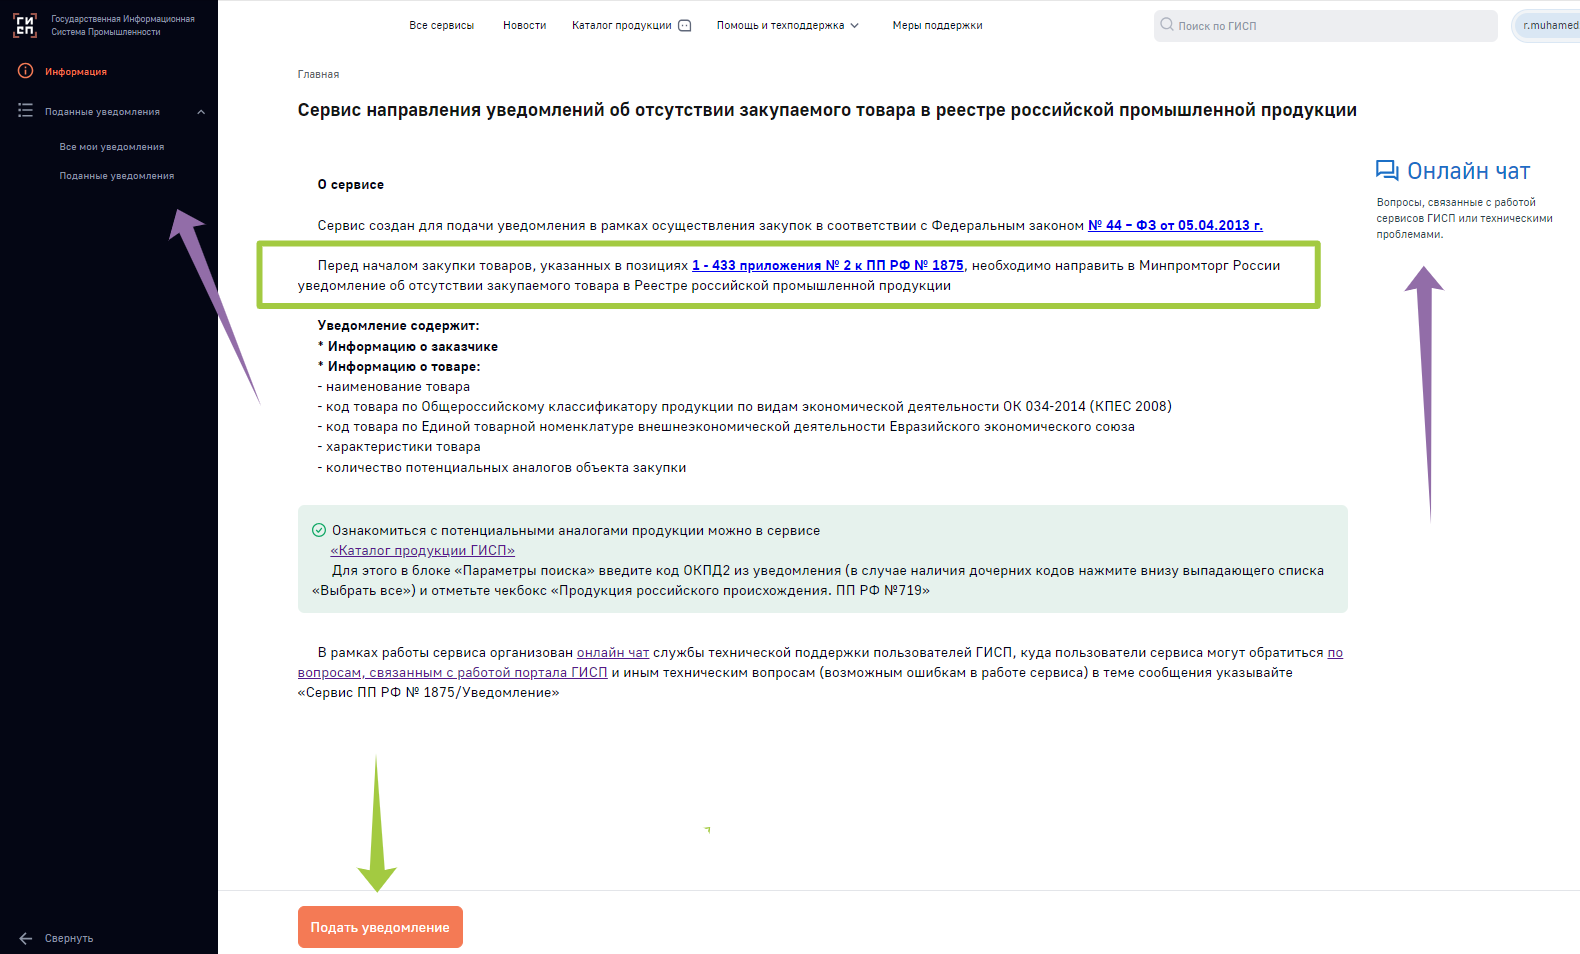 ГИ
СП
Государственная Информационная
Система Промышленности
Информация
Поданные уведомления
Все мои уведомления
Поданные уведомления
Свернуть
Все сервисы
Новости
Каталог продукции
Помощь и техподдержка
Меры поддержки
Поиск по ГИСП
r.muhamed
Главная
Сервис направления уведомлений об отсутствии закупаемого товара в реестре российской промышленной продукции
О сервисе
Сервис создан для подачи уведомления в рамках осуществления закупок в соответствии с Федеральным законом № 44 – ФЗ от 05.04.2013 г.
Перед началом закупки товаров, указанных в позициях 1 - 433 приложения № 2 к ПП РФ № 1875, необходимо направить в Минпромторг России
уведомление об отсутствии закупаемого товара в Реестре российской промышленной продукции
Уведомление содержит:
* Информацию о заказчике
* Информацию о товаре:
- наименование товара
- код товара по Общероссийскому классификатору продукции по видам экономической деятельности ОК 034-2014 (КПЕС 2008)
- код товара по Единой товарной номенклатуре внешнеэкономической деятельности Евразийского экономического союза
- характеристики товара
- количество потенциальных аналогов объекта закупки
Ознакомиться с потенциальными аналогами продукции можно в сервисе
«Каталог продукции ГИСП»
Для этого в блоке «Параметры поиска» введите код ОКПД2 из уведомления (в случае наличия дочерних кодов нажмите внизу выпадающего списка
«Выбрать все») и отметьте чекбокс «Продукция российского происхождения. ПП РФ №719»
В рамках работы сервиса организован онлайн чат службы технической поддержки пользователей ГИСП, куда пользователи сервиса могут обратиться по
вопросам, связанным с работой портала ГИСП и иным техническим вопросам (возможным ошибкам в работе сервиса) в теме сообщения указывайте
«Сервис ПП РФ № 1875/Уведомление»
Онлайн чат
Вопросы, связанные с работой
сервисов ГИСП или техническими
проблемами.
Подать уведомление